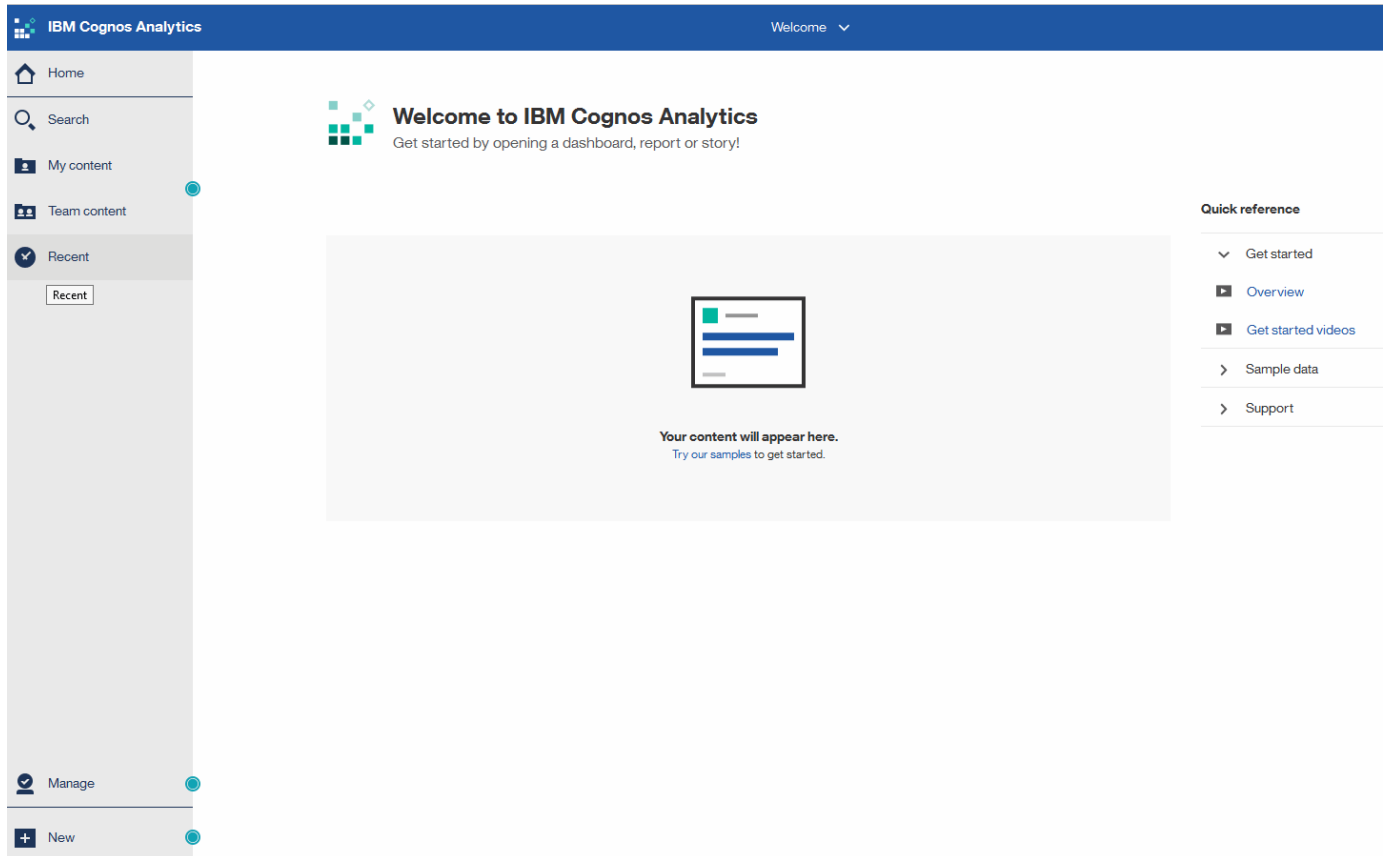 IBM Cognos Analytics
Welcome
Home
Search
My content
Team content
Recent
Recent
Manage
New
Welcome to IBM Cognos Analytics
Get started by opening a dashboard, report or story!
Your content will appear here.
Try our samples to get started.
Quick reference
Get started
Overview
Get started videos
Sample data
Support